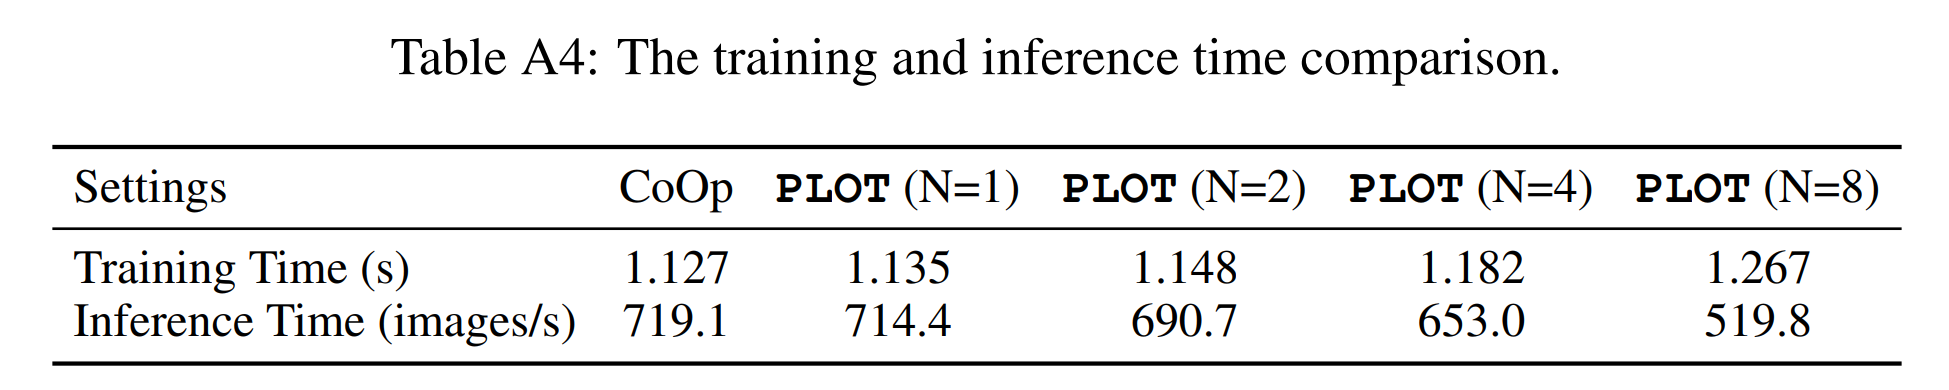 Table A4: The training and inference time comparison.
Settings CoOp PLOT (N=1) PLOT (N=2) PLOT (N=4) PLOT (N=8)
Training Time (s) 1.127 1.135 1.148 1.182 1.267
Inference Time (images/s) 719.1 714.4 690.7 653.0 519.8